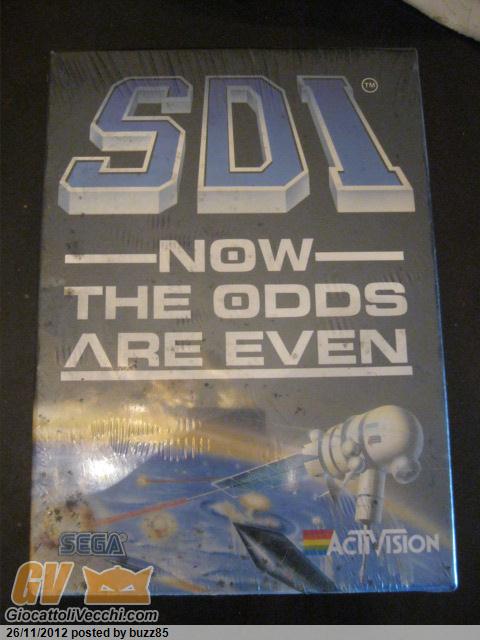 SDI TM
NOW
THE ODDS
ARE EVEN
SEGA
ACTIVISION
GV
GiocattoliVecchi.com
26/11/2012 posted by buzz85